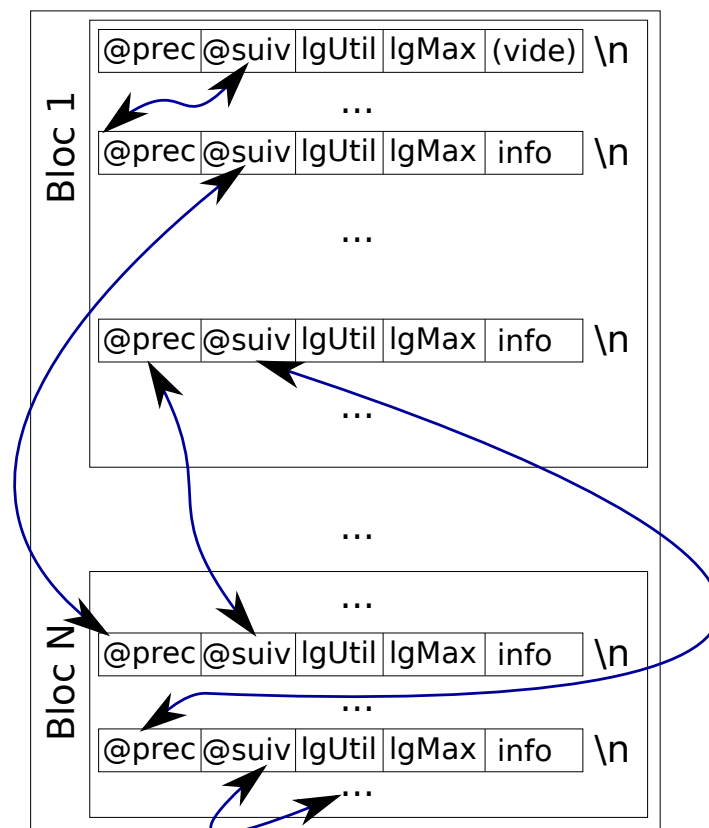 Bloc 1
@prec @suiv lgUtil lgMax (vide) \n
...
@prec @suiv lgUtil lgMax info \n
...
@prec @suiv lgUtil lgMax info \n
...
...
Bloc N
...
@prec @suiv lgUtil lgMax info \n
...
@prec @suiv lgUtil lgMax info \n
...